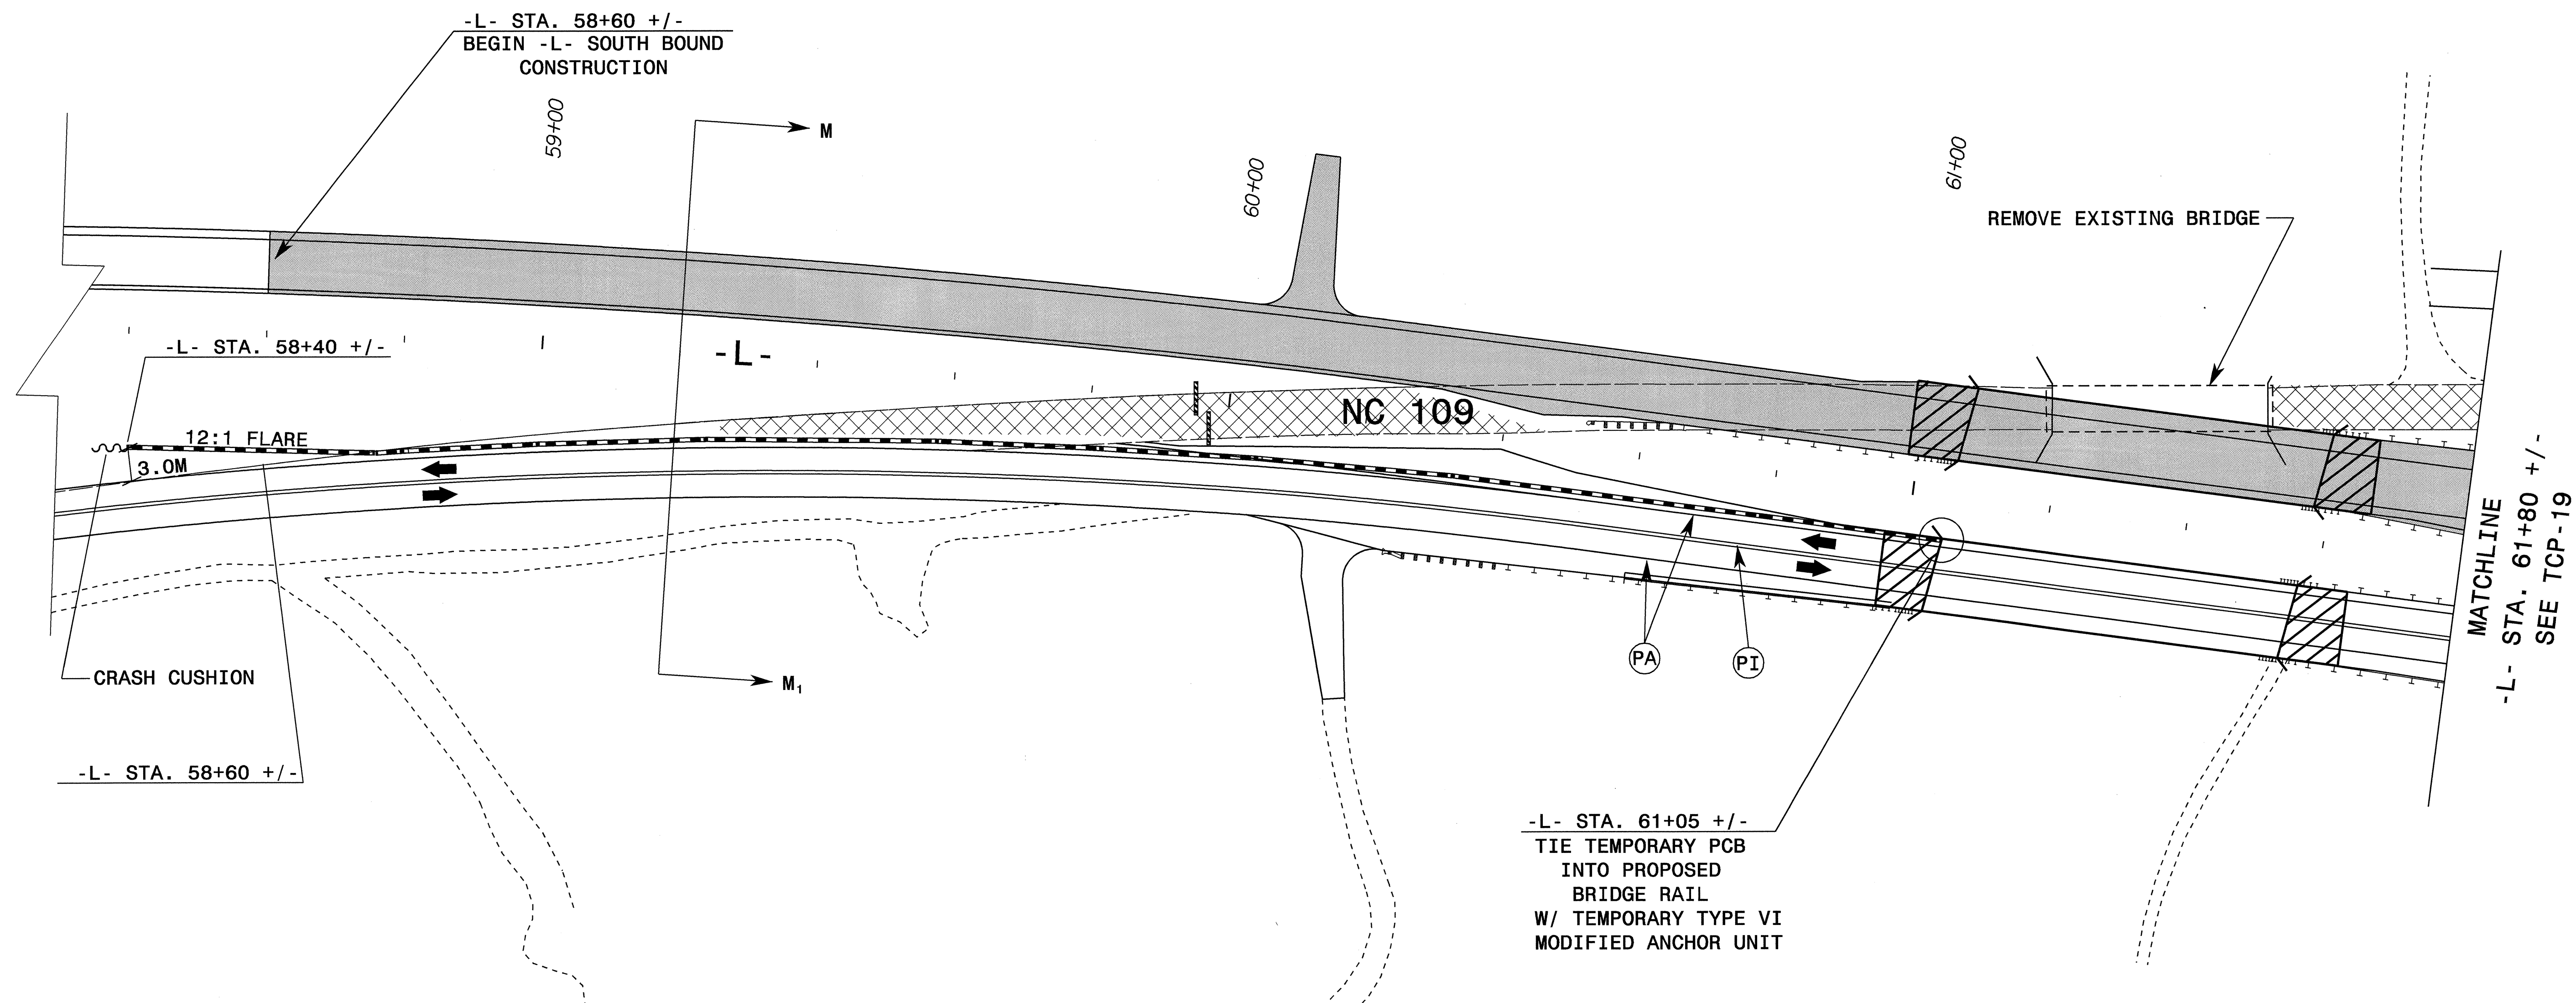 -L- STA. 58+60 +/-
BEGIN -L- SOUTH BOUND
CONSTRUCTION
59+00
M
60+00
61+00
REMOVE EXISTING BRIDGE
-L- STA. 58+40 +/-
-L-
NC 109
12:1 FLARE
3.0M
MATCHLINE
-L- STA. 61+80 +/-
SEE TCP-19
PA
PI
CRASH CUSHION
M1
-L- STA. 58+60 +/-
-L- STA. 61+05 +/-
TIE TEMPORARY PCB
INTO PROPOSED
BRIDGE RAIL
W/ TEMPORARY TYPE VI
MODIFIED ANCHOR UNIT